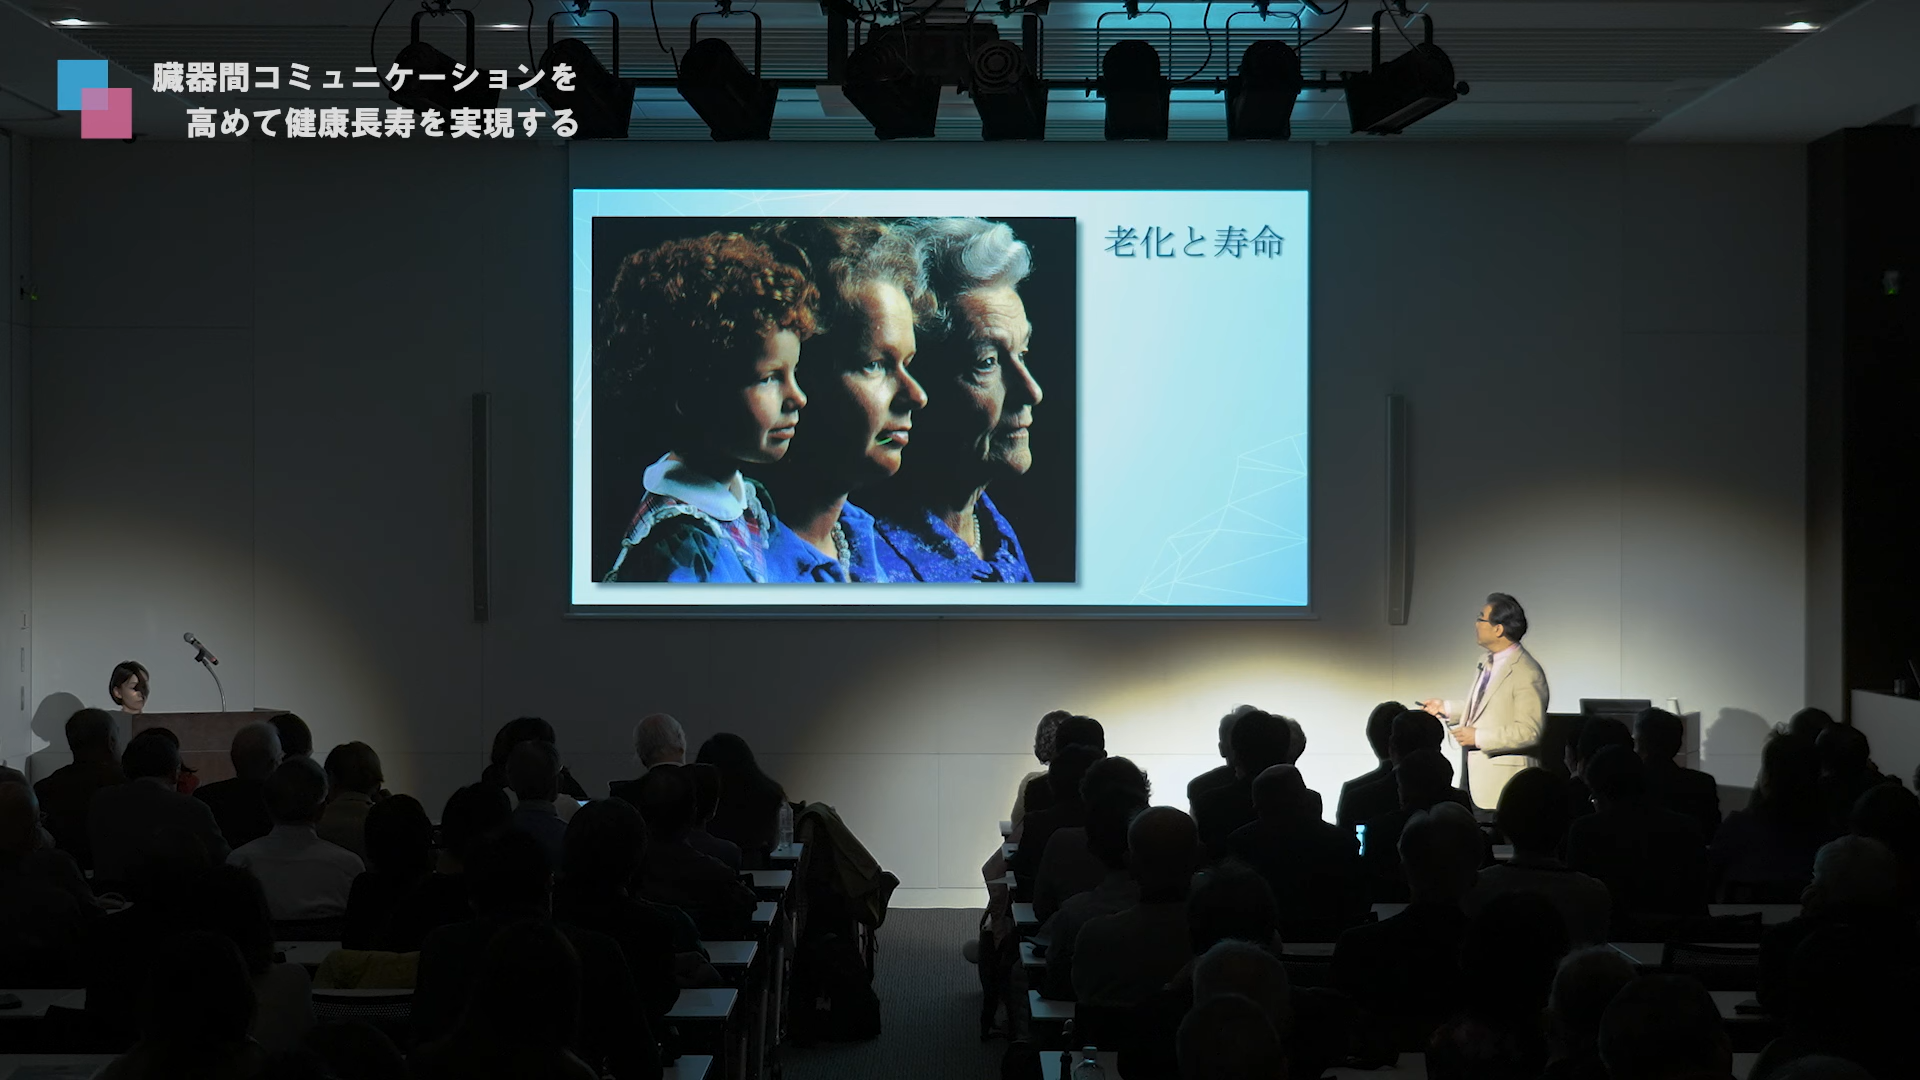 臓器間コミュニケーションを
高めて健康長寿を実現する
老化と寿命